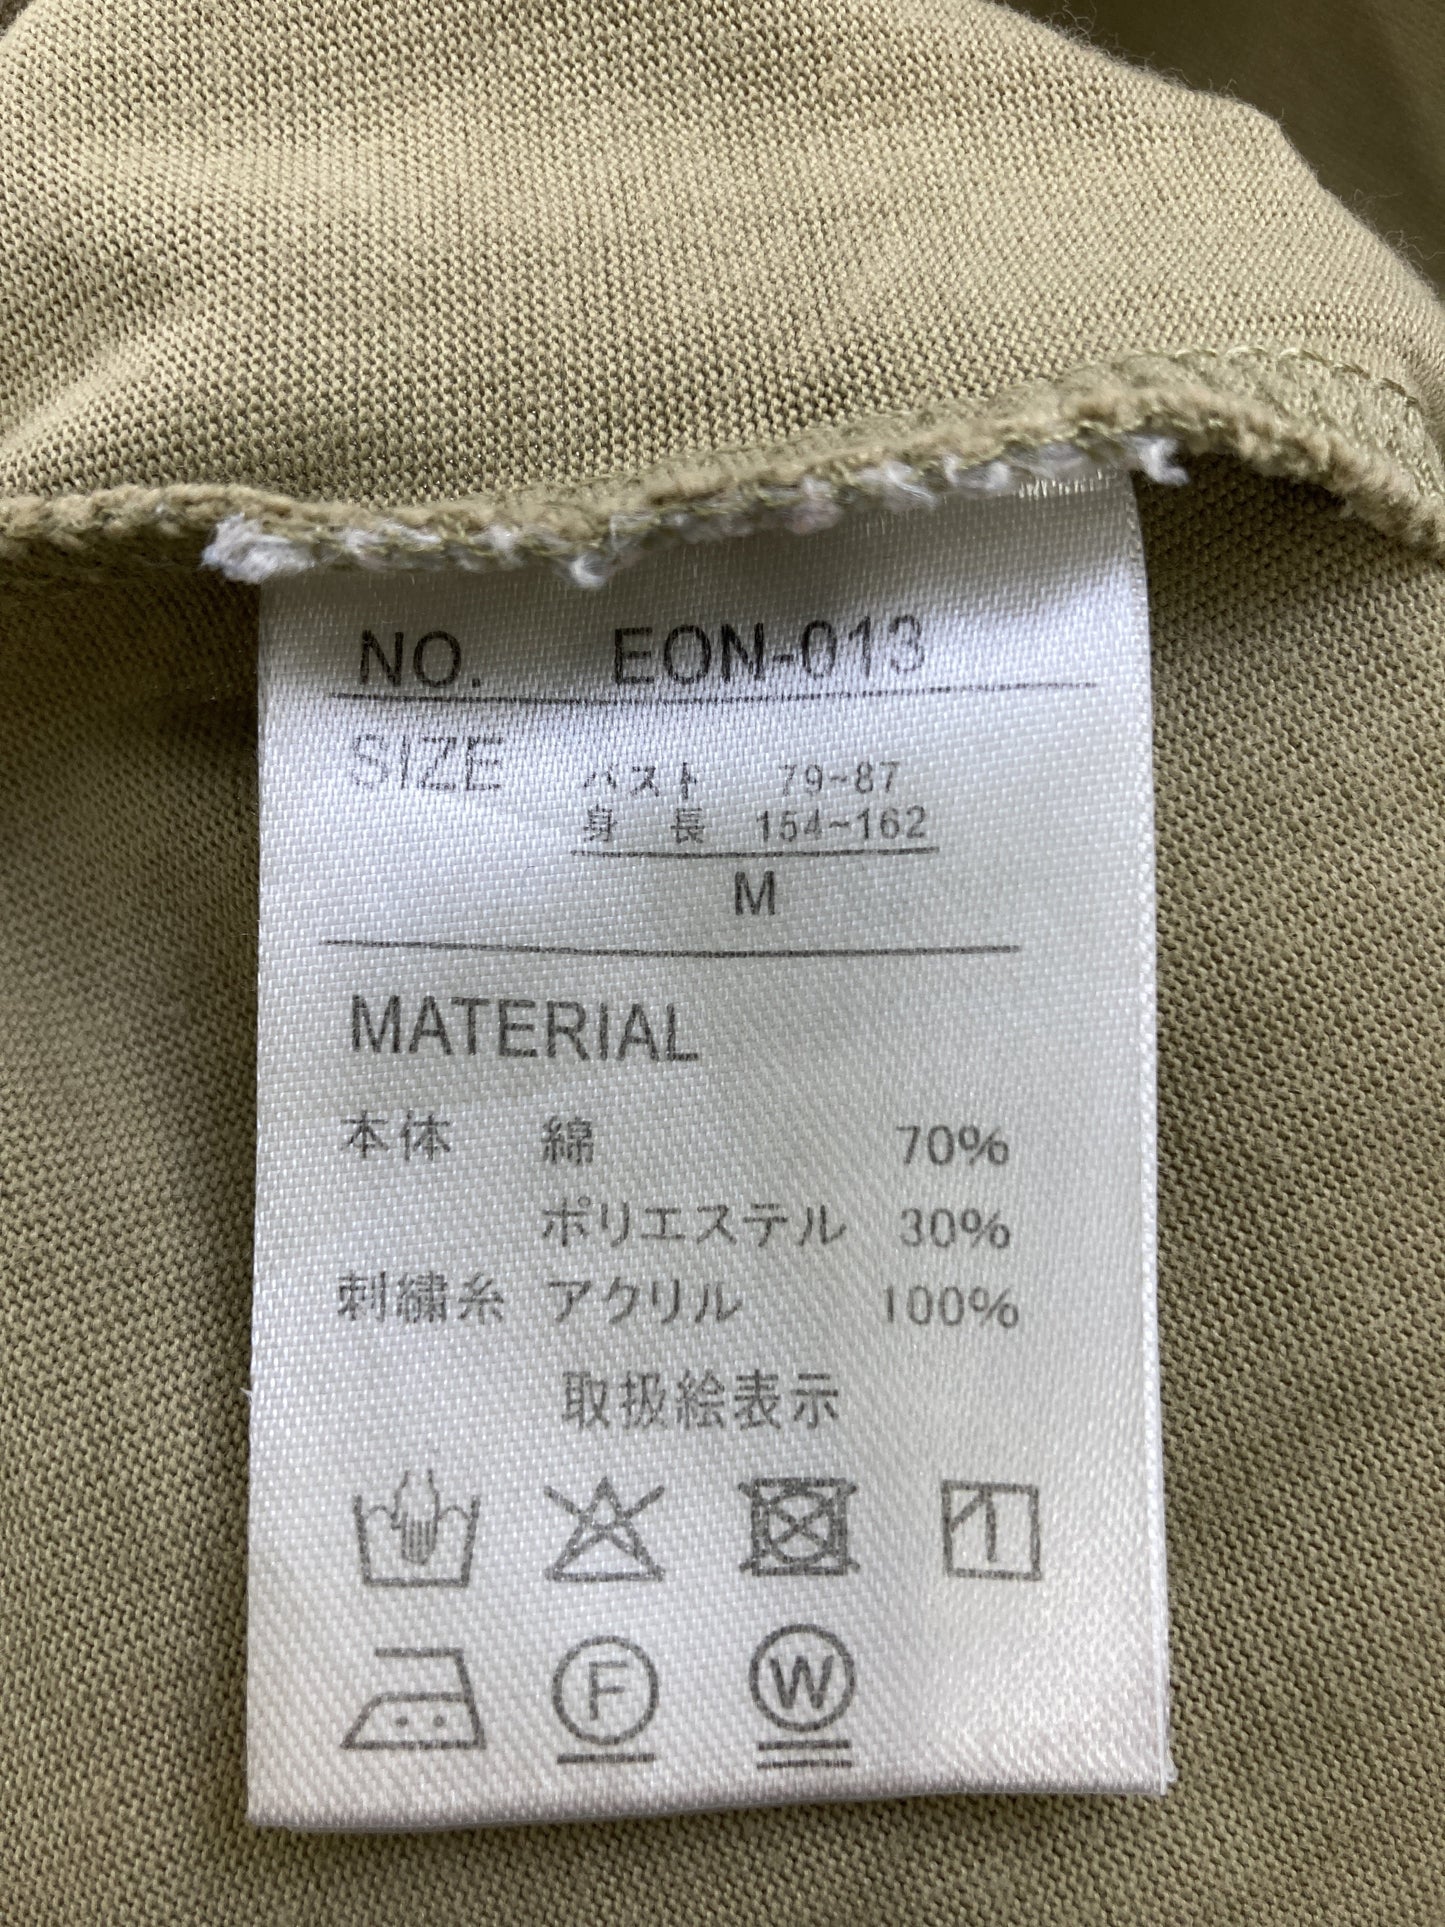 NO. EON-013
SIZE バスト 79~87
身長 154~162
M
MATERIAL
本体 綿 70%
ポリエステル 30%
刺繍糸 アクリル 100%
取扱絵表示
F W